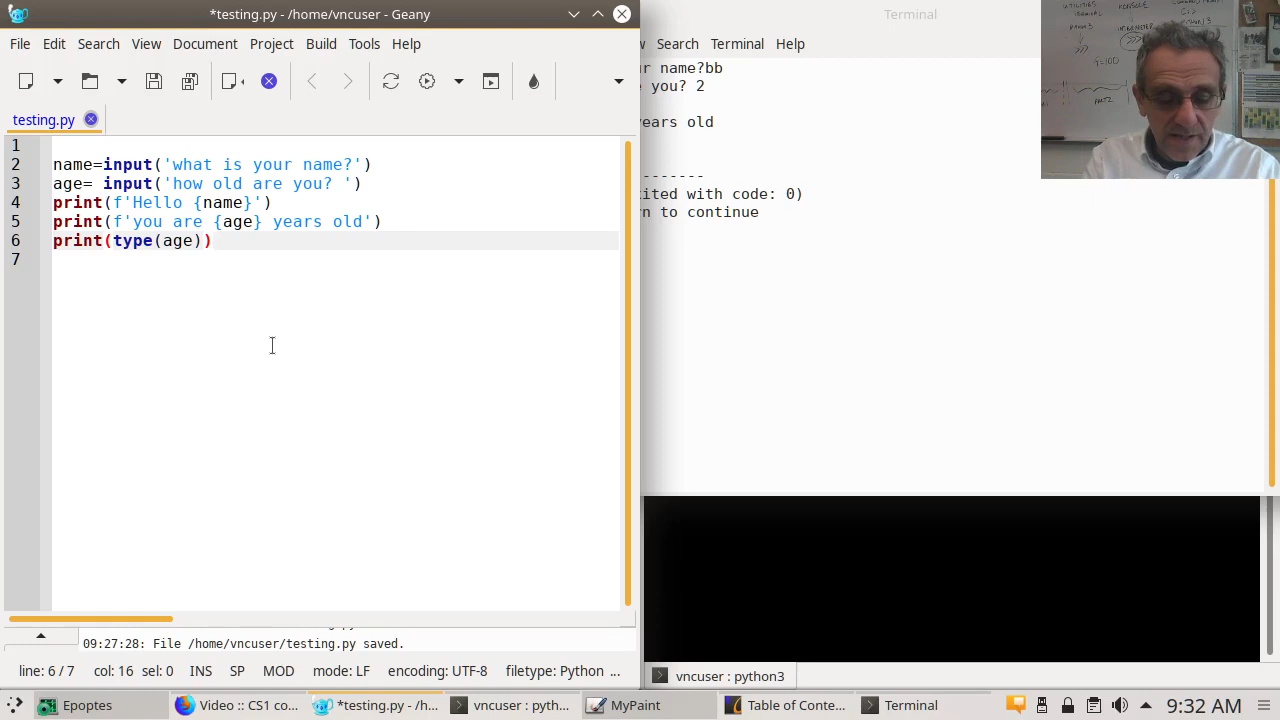 *testing.py - /home/vncuser - Geany
File Edit Search View Document Project Build Tools Help
testing.py
1
2 name=input('what is your name?')
3 age= input('how old are you? ')
4 print(f'Hello {name}')
5 print(f'you are {age} years old')
6 print(type(age))
7
09:27:28: File /home/vncuser/testing.py saved.
line: 6 / 7 col: 16 sel: 0 INS SP MOD mode: LF encoding: UTF-8 filetype: Python ...
Terminal
Search Terminal Help
r name?bb
you? 2
years old
-------
ited with code: 0)
n to continue
vncuser : python3
Epoptes Video :: CS1 co... *testing.py - /h... vncuser : pyth... MyPaint Table of Conte... Terminal 9:32 AM